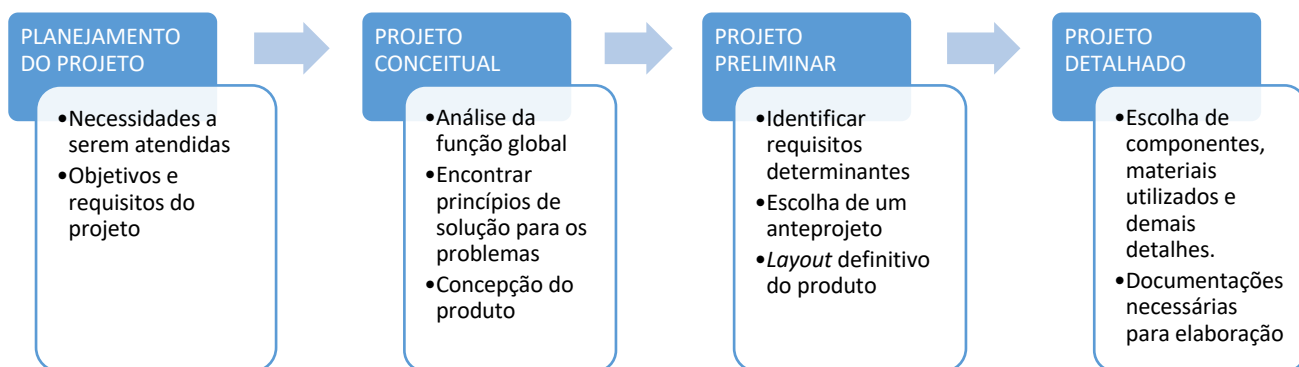 PLANEJAMENTO
DO PROJETO
•Necessidades a
serem atendidas
•Objetivos e
requisitos do
projeto
PROJETO
CONCEITUAL
•Análise da
função global
•Encontrar
princípios de
solução para os
problemas
•Concepção do
produto
PROJETO
PRELIMINAR
•Identificar
requisitos
determinantes
•Escolha de um
anteprojeto
•Layout definitivo
do produto
PROJETO
DETALHADO
•Escolha de
componentes,
materiais
utilizados e
demais
detalhes.
•Documentações
necessárias
para elaboração